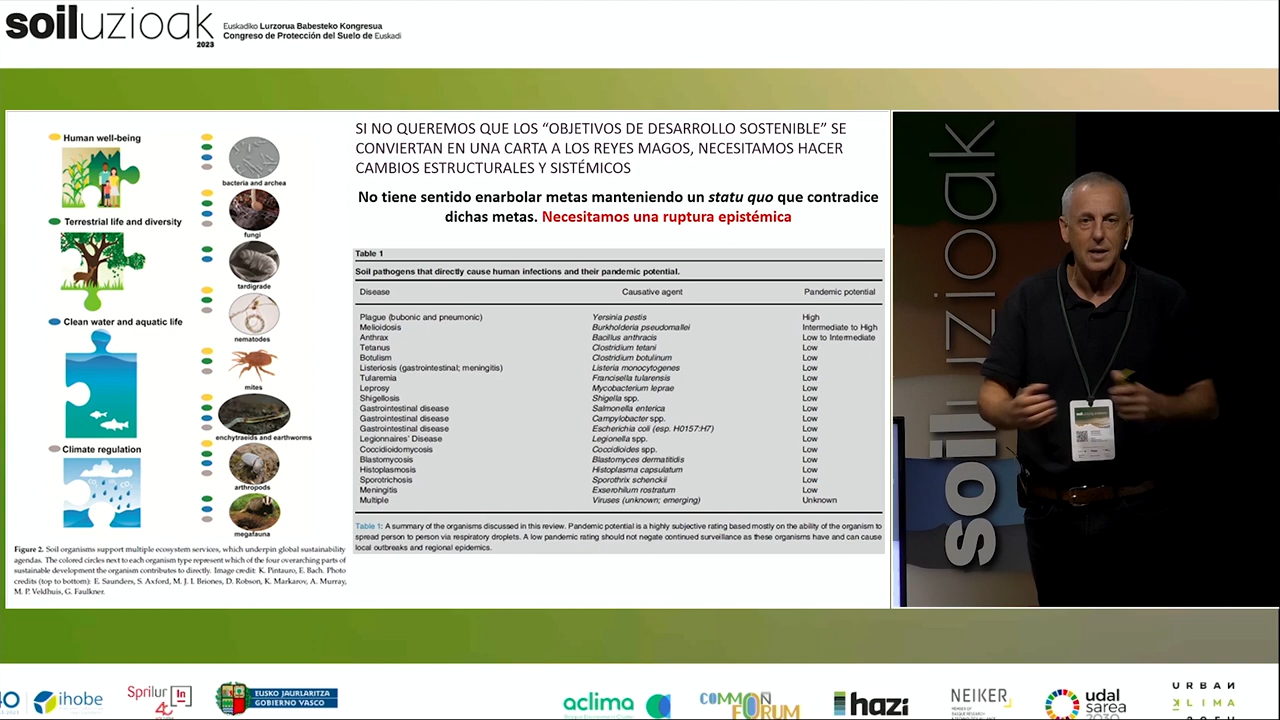 soiluzioak
2023
Euskadiko Lurzorua Babesteko Kongresua
Congreso de Protección del Suelo de Euskadi
Human well-being
Terrestrial life and diversity
Clean water and aquatic life
Climate regulation
bacteria and archea
fungi
tardigrade
nematodes
mites
enchytraeids and earthworms
arthropods
megafauna
Figure 2. Soil organisms support multiple ecosystem services, which underpin global sustainability
agendas. The colored circles next to each organism type represent which of the four overarching parts of
sustainable development the organism contributes to directly. Image credit: K. Pintauro, E. Bach. Photo
credits (top to bottom): E. Saunders, S. Axford, M. J. I. Briones, D. Robson, K. Markarov, A. Murray,
M. P. Veldhuis, G. Faulkner.
SI NO QUEREMOS QUE LOS “OBJETIVOS DE DESARROLLO SOSTENIBLE” SE
CONVIERTAN EN UNA CARTA A LOS REYES MAGOS, NECESITAMOS HACER
CAMBIOS ESTRUCTURALES Y SISTÉMICOS
No tiene sentido enarbolar metas manteniendo un statu quo que contradice
dichas metas. Necesitamos una ruptura epistémica
Table 1
Soil pathogens that directly cause human infections and their pandemic potential.
Disease Causative agent Pandemic potential
Plague (bubonic and pneumonic) Yersinia pestis High
Melioidosis Burkholderia pseudomallei Intermediate to High
Anthrax Bacillus anthracis Low to Intermediate
Tetanus Clostridium tetani Low
Botulism Clostridium botulinum Low
Listeriosis (gastrointestinal; meningitis) Listeria monocytogenes Low
Tularemia Francisella tularensis Low
Leprosy Mycobacterium leprae Low
Shigellosis Shigella spp. Low
Gastrointestinal disease Salmonella enterica Low
Gastrointestinal disease Campylobacter spp. Low
Gastrointestinal disease Escherichia coli (esp. H0157:H7) Low
Legionnaires' Disease Legionella spp. Low
Coccidioidomycosis Coccidioides spp. Low
Blastomycosis Blastomyces dermatitidis Low
Histoplasmosis Histoplasma capsulatum Low
Sporotrichosis Sporothrix schenckii Low
Meningitis Exserohilum rostratum Low
Multiple Viruses (unknown; emerging) Unknown
Table 1: A summary of the organisms discussed in this review. Pandemic potential is a highly subjective rating based mostly on the ability of the organism to
spread person to person via respiratory droplets. A low pandemic rating should not negate continued surveillance as these organisms have and can cause
local outbreaks and regional epidemics.
soiluzioak
ihobe
Sprilur
EUSKO JAURLARITZA
GOBIERNO VASCO
aclima
COMMON
FORUM
hazi
NEIKER
udal
sarea
2030
URBAN
KLIMA